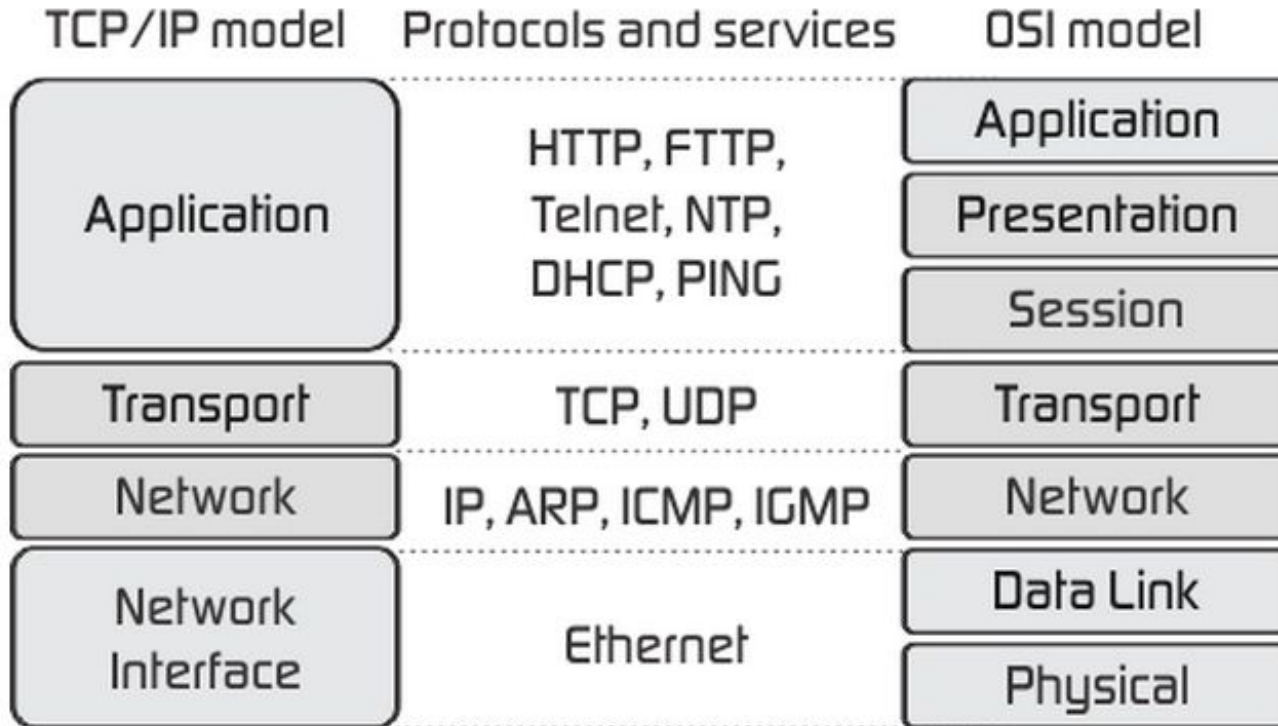 TCP/IP model
Protocols and services
OSI model
Application
HTTP, FTTP,
Telnet, NTP,
DHCP, PING
Application
Presentation
Session
Transport
TCP, UDP
Transport
Network
IP, ARP, ICMP, IGMP
Network
Network
Interface
Ethernet
Data Link
Physical